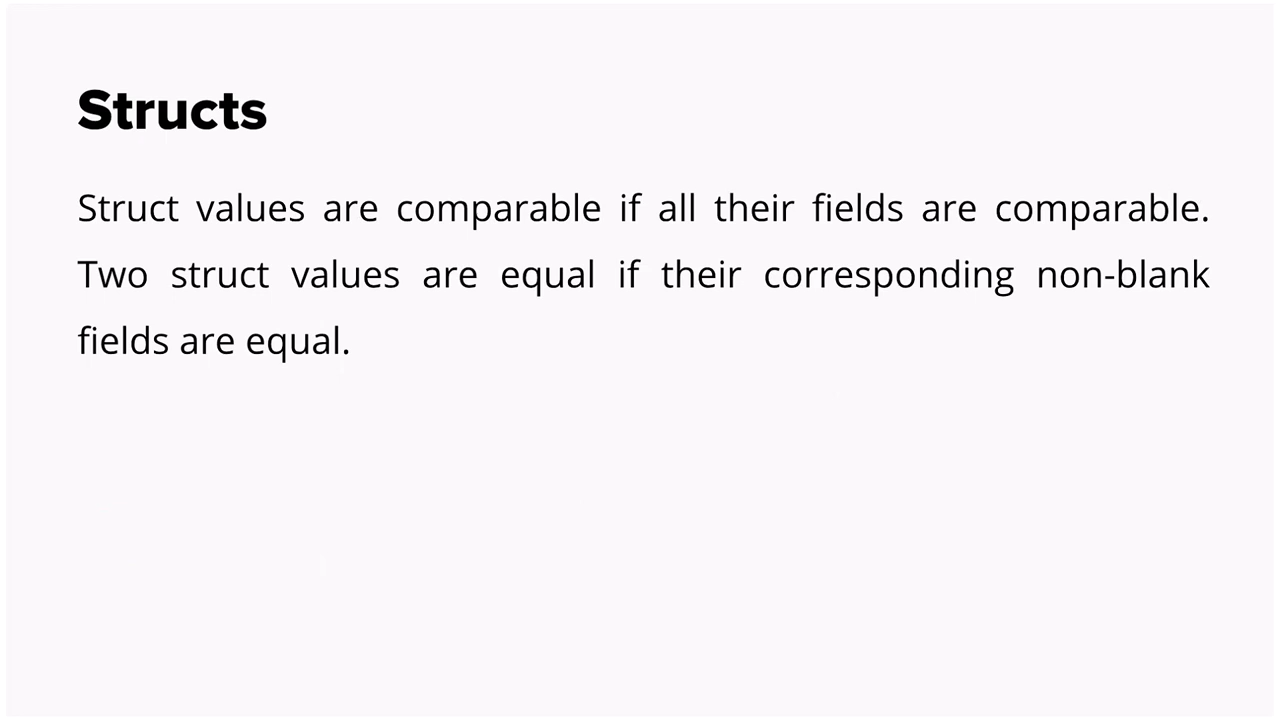 Structs
Struct values are comparable if all their fields are comparable.
Two struct values are equal if their corresponding non-blank
fields are equal.